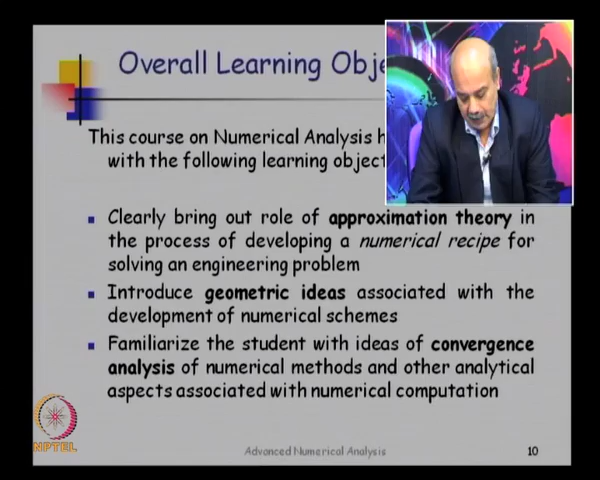 Overall Learning Obje
This course on Numerical Analysis h
with the following learning object
Clearly bring out role of approximation theory in
the process of developing a numerical recipe for
solving an engineering problem
Introduce geometric ideas associated with the
development of numerical schemes
Familiarize the student with ideas of convergence
analysis of numerical methods and other analytical
aspects associated with numerical computation
NPTEL
Advanced Numerical Analysis
10